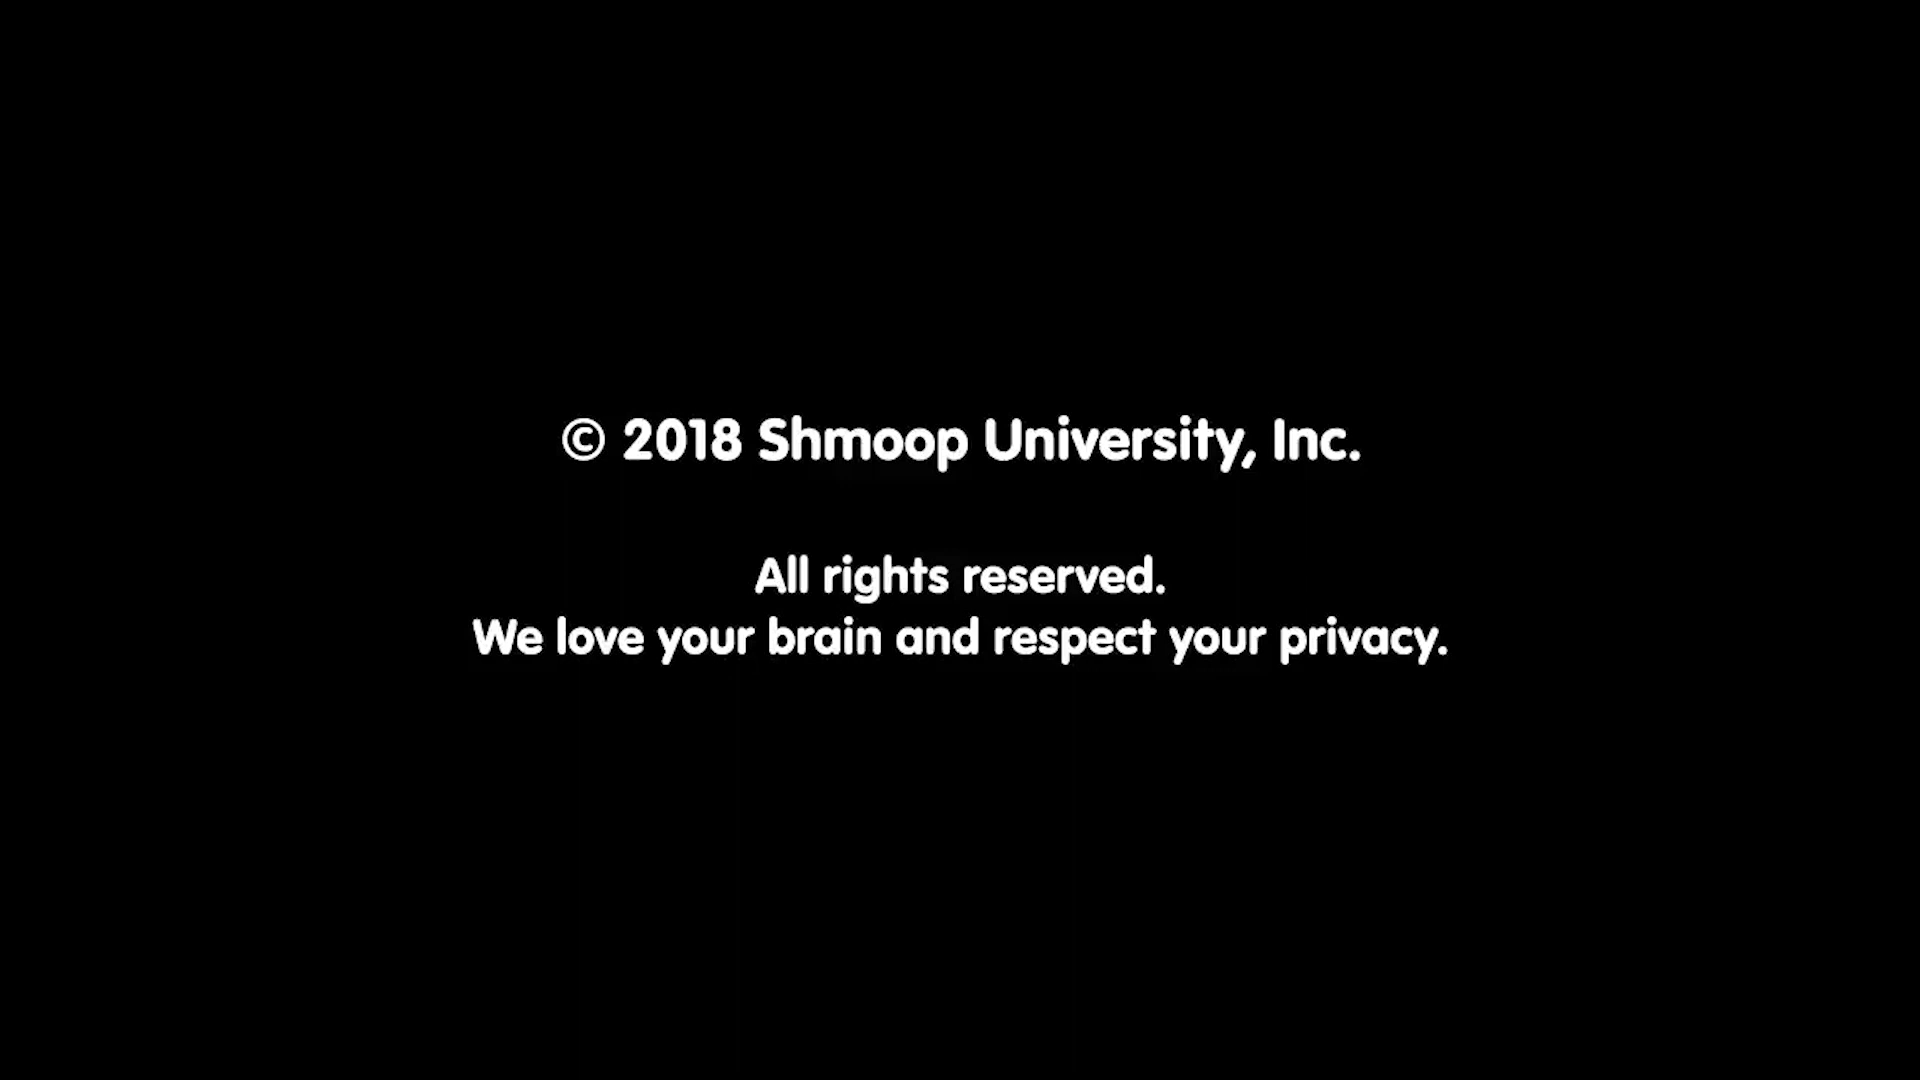 © 2018 Shmoop University, Inc.
All rights reserved.
We love your brain and respect your privacy.